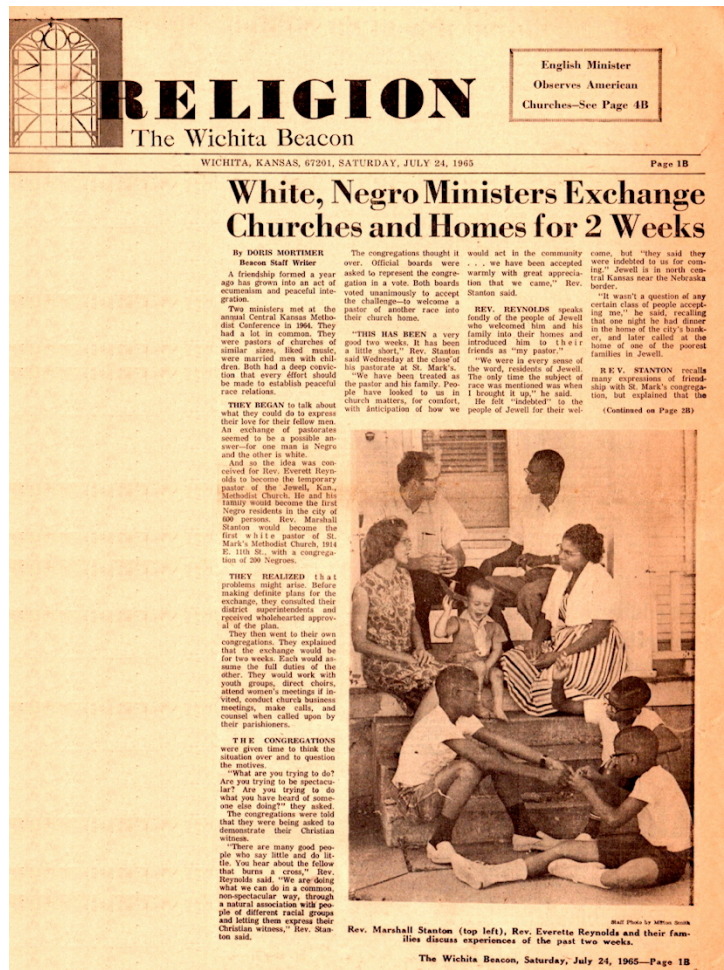 RELIGION
The Wichita Beacon
English Minister
Observes American
Churches—See Page 4B
WICHITA, KANSAS, 67201, SATURDAY, JULY 24, 1965
Page 1B
White, Negro Ministers Exchange
Churches and Homes for 2 Weeks
By DORIS MORTIMER
Beacon Staff Writer
A friendship formed a year
ago has grown into an act of
ecumenism and peaceful inte-
gration.
Two ministers met at the
annual Central Kansas Metho-
dist Conference in 1964. They
had a lot in common. They
were pastors of churches of
similar sizes, liked music,
were married men with chil-
dren. Both had a deep convic-
tion that every effort should
be made to establish peaceful
race relations.
THEY BEGAN to talk about
what they could do to express
their love for their fellow men.
An exchange of pastorates
seemed to be a possible an-
swer—for one man is Negro
and the other is white.
And so the idea was con-
ceived for Rev. Everett Reyn-
olds to become the temporary
pastor of the Jewell, Kan.,
Methodist Church. He and his
family would become the first
Negro residents in the city of
600 persons. Rev. Marshall
Stanton would become the
first white pastor of St.
Mark's Methodist Church, 1914
E. 11th St., with a congrega-
tion of 200 Negroes.
THEY REALIZED that
problems might arise. Before
making definite plans for the
exchange, they consulted their
district superintendents and
received wholehearted approv-
al of the plan.
They then went to their own
congregations. They explained
that the exchange would be
for two weeks. Each would as-
sume the full duties of the
other. They would work with
youth groups, direct choirs,
attend women's meetings if in-
vited, conduct church business
meetings, make calls, and
counsel when called upon by
their parishioners.
THE CONGREGATIONS
were given time to think the
situation over and to question
the motives.
"What are you trying to do?
Are you trying to be spectacu-
lar? Are you trying to do
what you have heard of some-
one else doing?" they asked.
The congregations were told
that they were being asked to
demonstrate their Christian
witness.
"There are many good peo-
ple who say little and do lit-
tle. You hear about the fellow
that burns a cross," Rev.
Reynolds said. "We are doing
what we can do in a common,
non-spectacular way, through
a natural association with peo-
ple of different racial groups
and letting them express their
Christian witness," Rev. Stan-
ton said.
The congregations thought it
over. Official boards were
asked to represent the congre-
gation in a vote. Both boards
voted unanimously to accept
the challenge—to welcome a
pastor of another race into
their church home.
"THIS HAS BEEN a very
good two weeks. It has been
a little short," Rev. Stanton
said Wednesday at the close of
his pastorate at St. Mark's.
"We have been treated as
the pastor and his family. Peo-
ple have looked to us in
church matters, for comfort,
with anticipation of how we
would act in the community
. . . we have been accepted
warmly with great apprecia-
tion that we came," Rev.
Stanton said.
REV. REYNOLDS speaks
fondly of the people of Jewell
who welcomed him and his
family into their homes and
introduced him to their
friends as "my pastor."
"We were in every sense of
the word, residents of Jewell.
The only time the subject of
race was mentioned was when
I brought it up," he said.
He felt "indebted" to the
people of Jewell for their wel-
come, but "they said they
were indebted to us for com-
ing." Jewell is in north cen-
tral Kansas near the Nebraska
border.
"It wasn't a question of any
certain class of people accept-
ing me," he said, recalling
that one night he had dinner
in the home of the city's bank-
er, and later called at the
home of one of the poorest
families in Jewell.
REV. STANTON recalls
many expressions of friend-
ship with St. Mark's congrega-
tion, but explained that the
(Continued on Page 2B)
Staff Photo by Milton Smith
Rev. Marshall Stanton (top left), Rev. Everette Reynolds and their fam-
ilies discuss experiences of the past two weeks.
The Wichita Beacon, Saturday, July 24, 1965—Page 1B